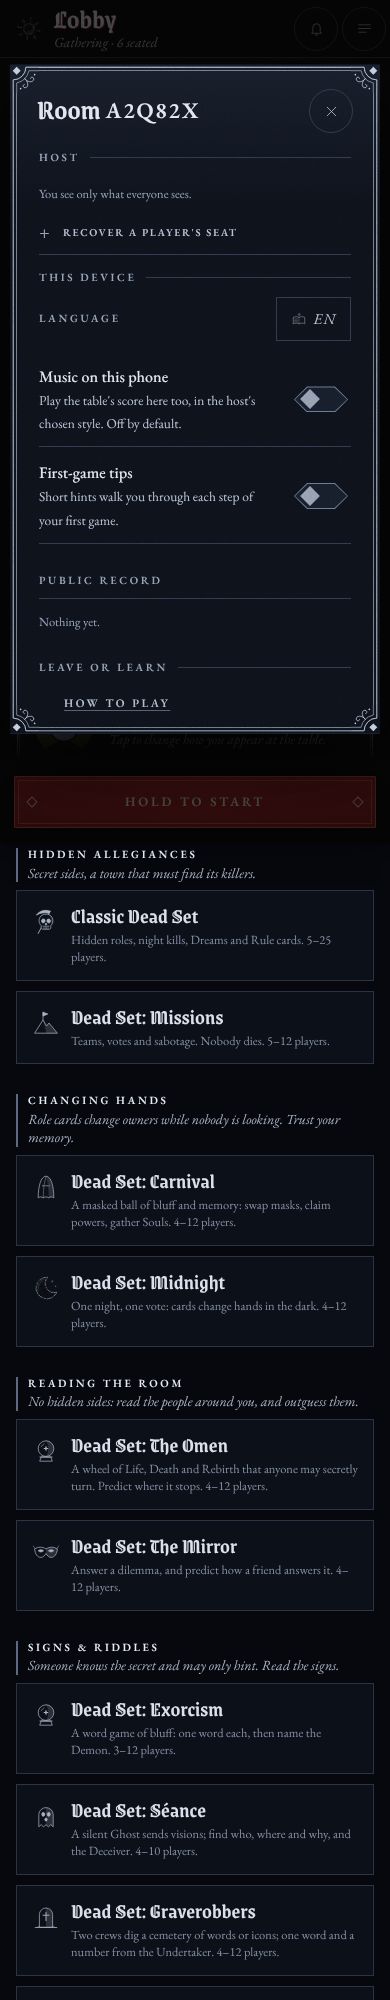 Lobby
Gathering · 6 seated
Room A2Q82X
HOST
You see only what everyone sees.
+ RECOVER A PLAYER'S SEAT
THIS DEVICE
LANGUAGE
EN
Music on this phone
Play the table's score here too, in the host's
chosen style. Off by default.
First-game tips
Short hints walk you through each step of
your first game.
PUBLIC RECORD
Nothing yet.
LEAVE OR LEARN
HOW TO PLAY
Tap to change how you appear at the table.
HOLD TO START
HIDDEN ALLEGIANCES
Secret sides, a town that must find its killers.
Classic Dead Set
Hidden roles, night kills, Dreams and Rule cards. 5–25
players.
Dead Set: Missions
Teams, votes and sabotage. Nobody dies. 5–12 players.
CHANGING HANDS
Role cards change owners while nobody is looking. Trust your
memory.
Dead Set: Carnival
A masked ball of bluff and memory: swap masks, claim
powers, gather Souls. 4–12 players.
Dead Set: Midnight
One night, one vote: cards change hands in the dark. 4–12
players.
READING THE ROOM
No hidden sides: read the people around you, and outguess them.
Dead Set: The Omen
A wheel of Life, Death and Rebirth that anyone may secretly
turn. Predict where it stops. 4–12 players.
Dead Set: The Mirror
Answer a dilemma, and predict how a friend answers it. 4–
12 players.
SIGNS & RIDDLES
Someone knows the secret and may only hint. Read the signs.
Dead Set: Exorcism
A word game of bluff: one word each, then name the
Demon. 3–12 players.
Dead Set: Séance
A silent Ghost sends visions; find who, where and why, and
the Deceiver. 4–10 players.
Dead Set: Graverobbers
Two crews dig a cemetery of words or icons; one word and a
number from the Undertaker. 4–12 players.